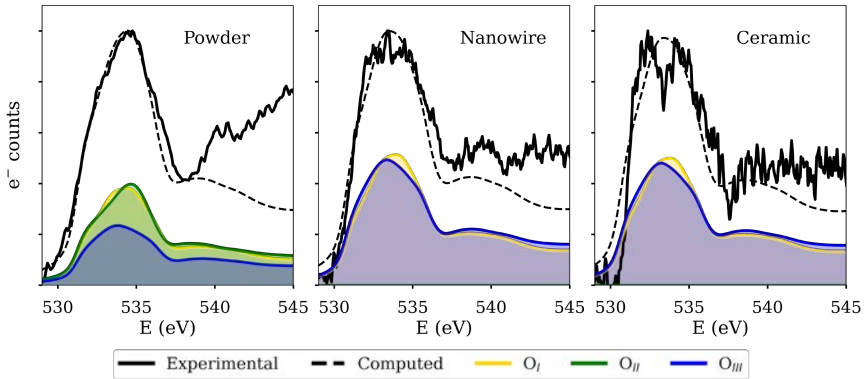 Powder
Nanowire
Ceramic
e⁻ counts
530 535 540 545
530 535 540 545
530 535 540 545
E (eV)
E (eV)
E (eV)
Experimental Computed O_I O_II O_III